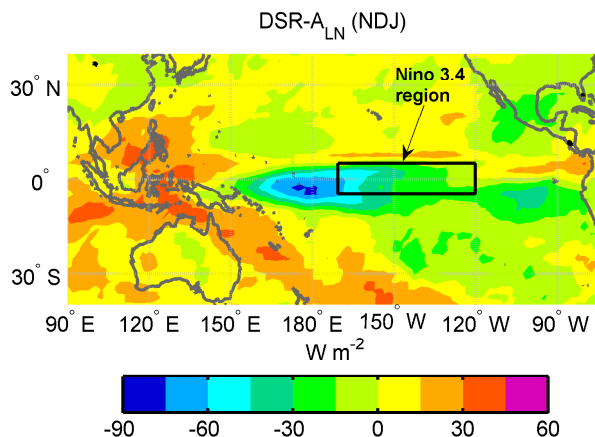 DSR-A_LN (NDJ)
Nino 3.4
region
30° N
0°
30° S
90° E 120° E 150° E 180° E 150° W 120° W 90° W
W m⁻²
-90 -60 -30 0 30 60